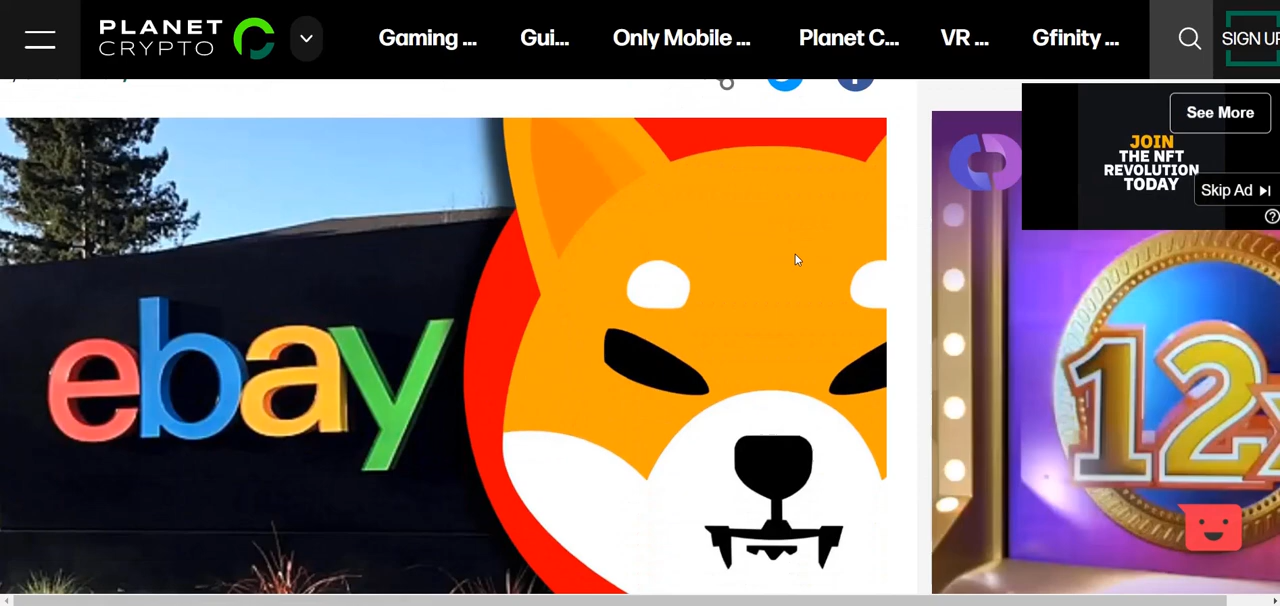 PLANET
CRYPTO
Gaming ...
Gui...
Only Mobile ...
Planet C...
VR ...
Gfinity ...
SIGN UP
See More
JOIN
THE NFT
REVOLUTION
TODAY
Skip Ad
ebay
12x